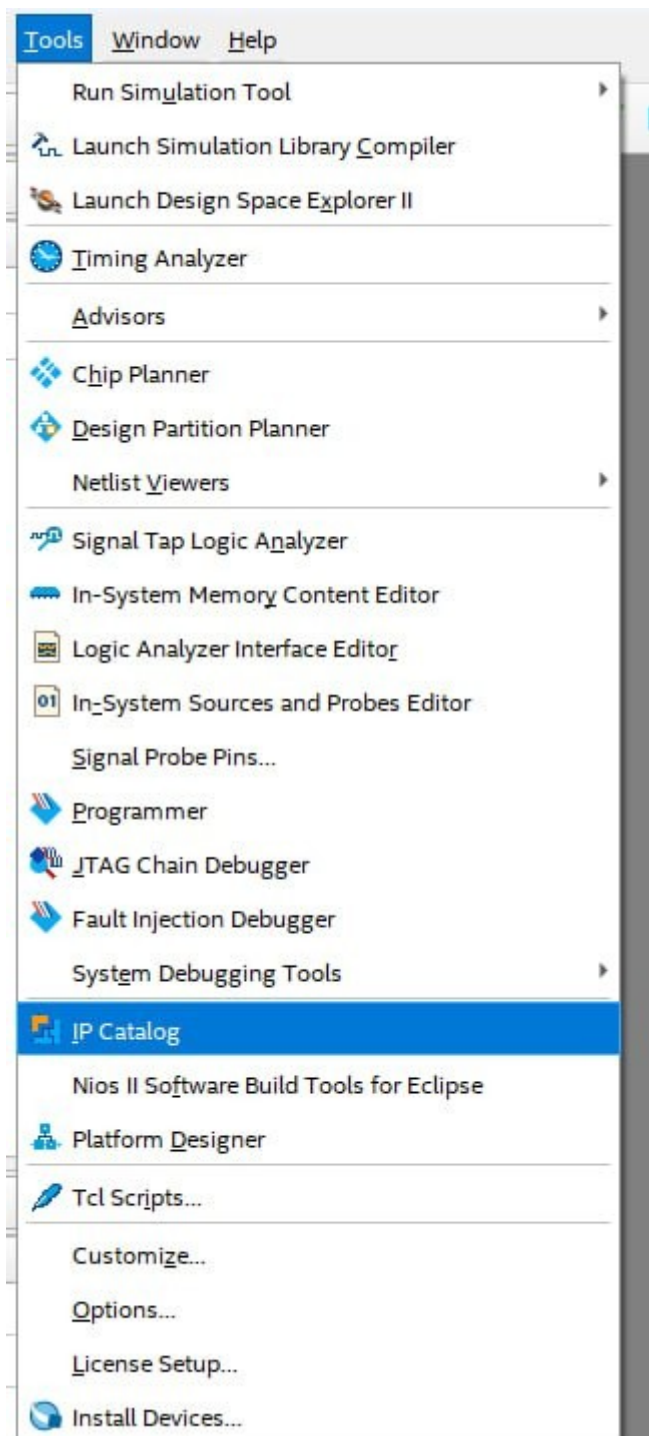 Tools Window Help
Run Simulation Tool
Launch Simulation Library Compiler
Launch Design Space Explorer II
Timing Analyzer
Advisors
Chip Planner
Design Partition Planner
Netlist Viewers
Signal Tap Logic Analyzer
In-System Memory Content Editor
Logic Analyzer Interface Editor
01 In-System Sources and Probes Editor
Signal Probe Pins...
Programmer
JTAG Chain Debugger
Fault Injection Debugger
System Debugging Tools
IP Catalog
Nios II Software Build Tools for Eclipse
Platform Designer
Tcl Scripts...
Customize...
Options...
License Setup...
Install Devices...